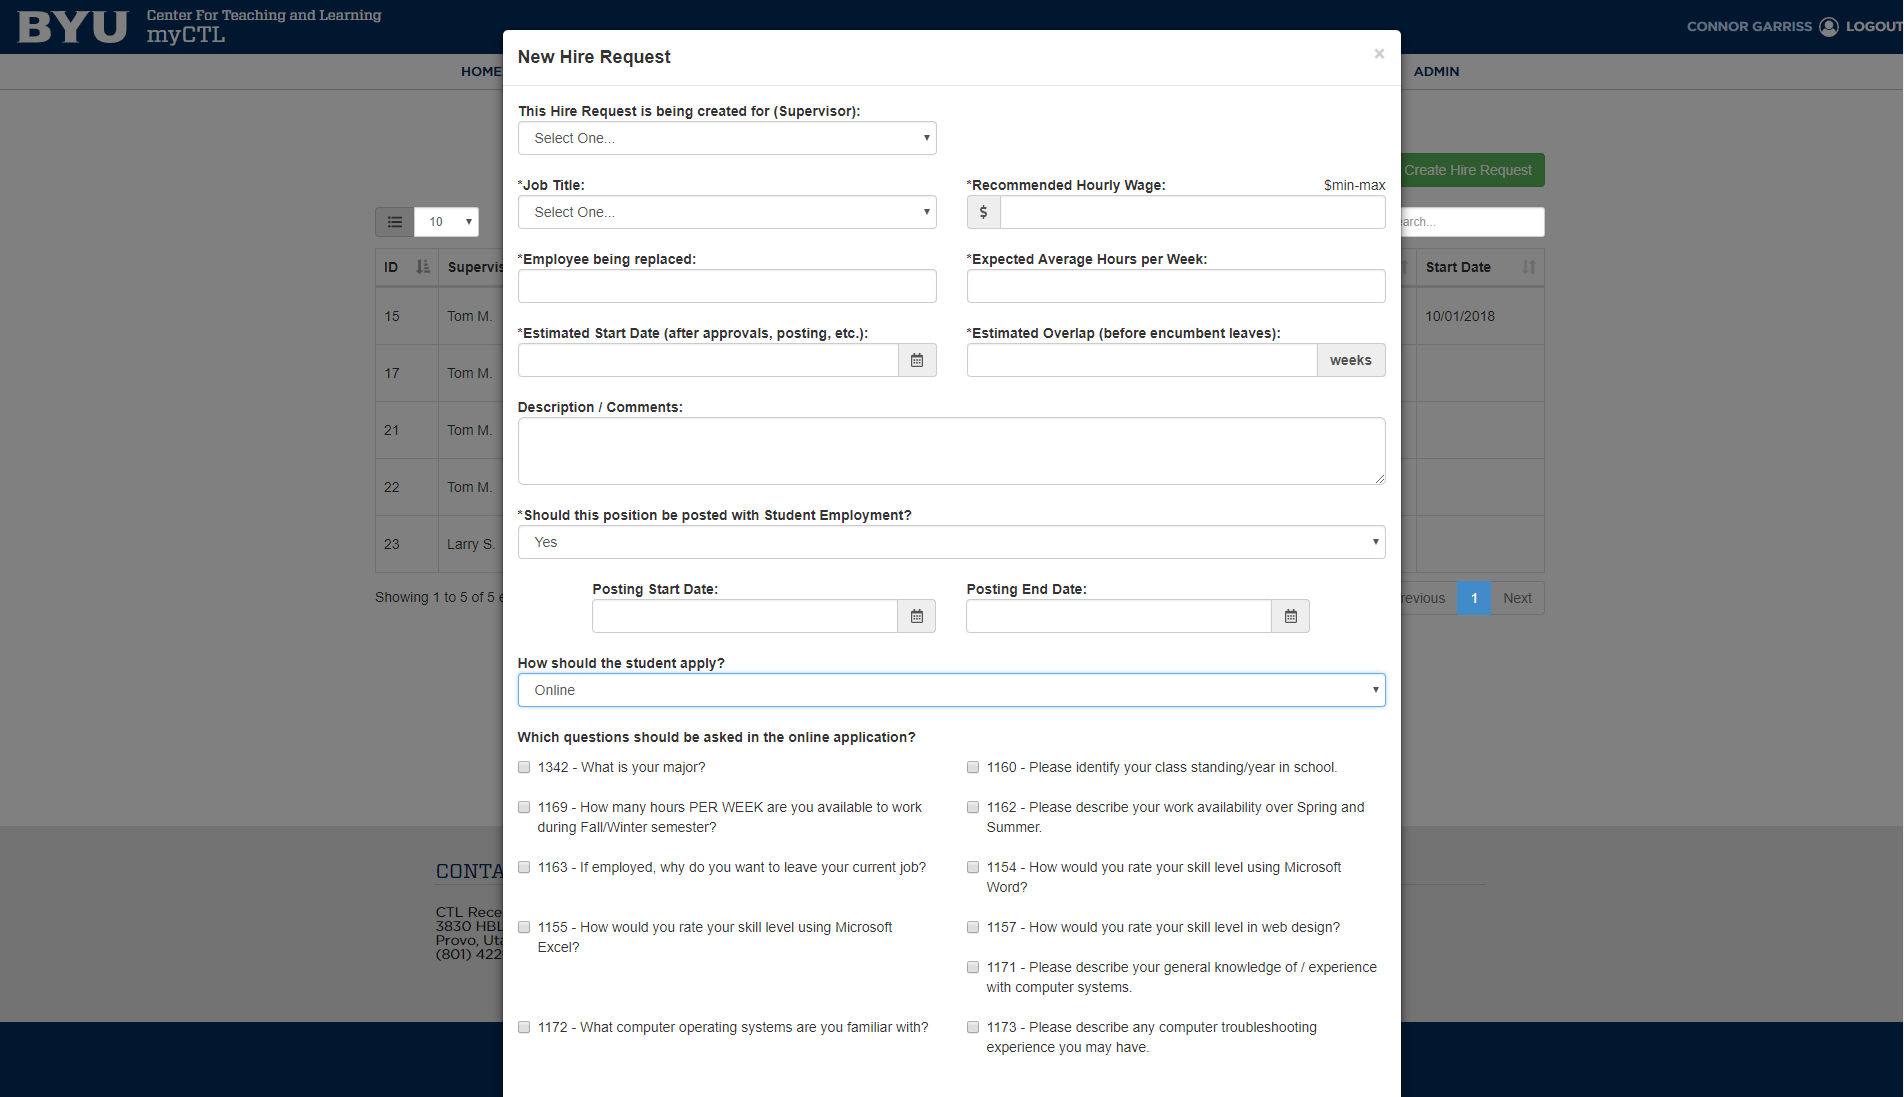 BYU
Center For Teaching and Learning
myCTL
CONNOR GARRISS
LOGOUT
HOME
ADMIN
New Hire Request
×
This Hire Request is being created for (Supervisor):
Select One...
*Job Title:
*Recommended Hourly Wage:
$min-max
Select One...
$
*Employee being replaced:
*Expected Average Hours per Week:
*Estimated Start Date (after approvals, posting, etc.):
*Estimated Overlap (before encumbent leaves):
weeks
Description / Comments:
*Should this position be posted with Student Employment?
Yes
Posting Start Date:
Posting End Date:
How should the student apply?
Online
Which questions should be asked in the online application?
1342 - What is your major?
1160 - Please identify your class standing/year in school.
1169 - How many hours PER WEEK are you available to work
during Fall/Winter semester?
1162 - Please describe your work availability over Spring and
Summer.
1163 - If employed, why do you want to leave your current job?
1154 - How would you rate your skill level using Microsoft
Word?
1155 - How would you rate your skill level using Microsoft
Excel?
1157 - How would you rate your skill level in web design?
1171 - Please describe your general knowledge of / experience
with computer systems.
1172 - What computer operating systems are you familiar with?
1173 - Please describe any computer troubleshooting
experience you may have.
Create Hire Request
10
arch...
ID
Supervis
Start Date
15
Tom M.
10/01/2018
17
Tom M.
21
Tom M.
22
Tom M.
23
Larry S.
Showing 1 to 5 of 5 e
revious
1
Next
CONTA
CTL Rece
3830 HBL
Provo, Uta
(801) 422